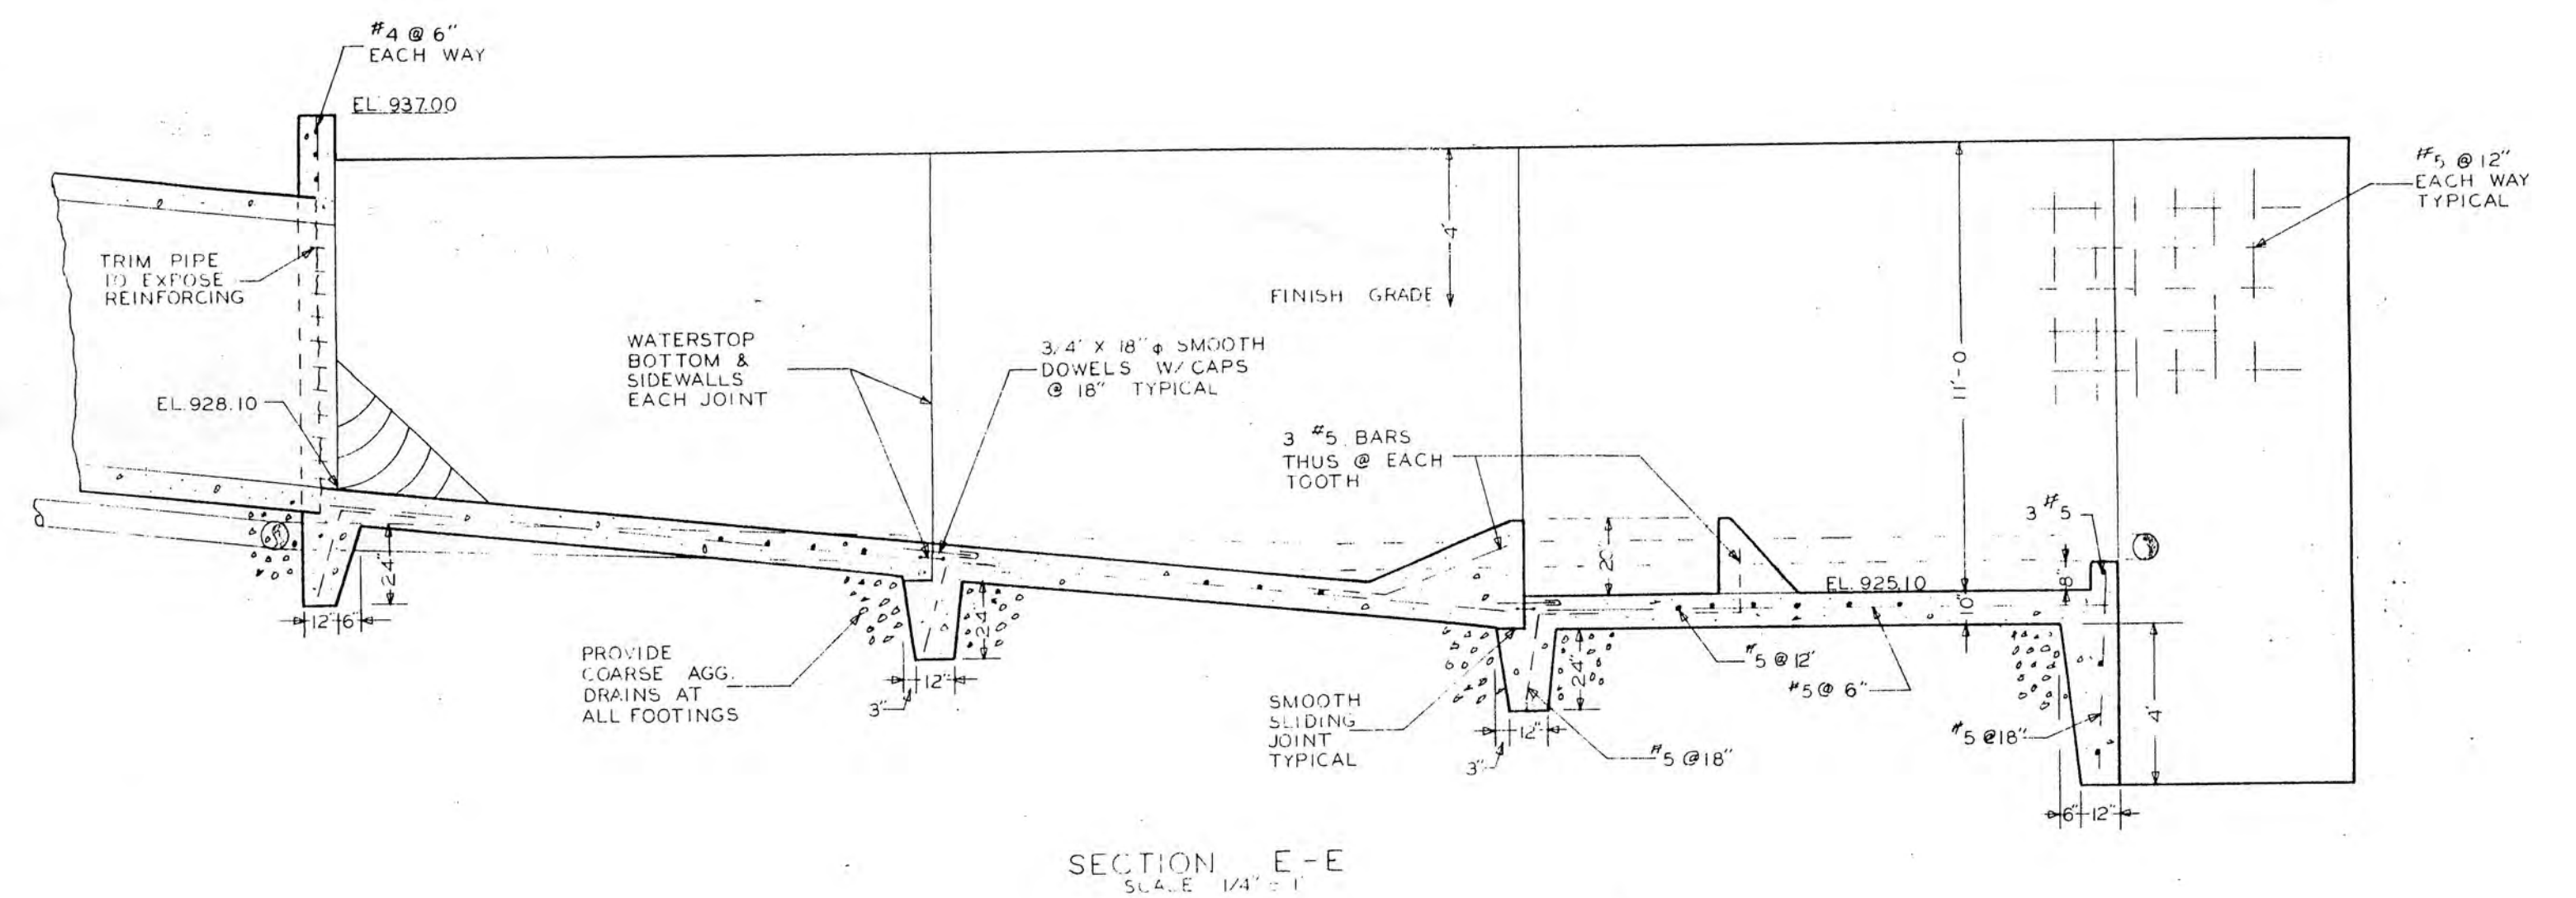 #4 @ 6"
EACH WAY
EL. 937.00
#5 @ 12"
EACH WAY
TYPICAL
TRIM PIPE
TO EXPOSE
REINFORCING
4'
FINISH GRADE
WATERSTOP
BOTTOM &
SIDEWALLS
EACH JOINT
3/4" X 18" ϕ SMOOTH
DOWELS W/ CAPS
@ 18" TYPICAL
11'-0
EL. 928.10
3 #5 BARS
THUS @ EACH
TOOTH
3 #5
20"
8"
EL. 925.10
10"
24"
12" 6"
24"
12"
3"
PROVIDE
COARSE AGG.
DRAINS AT
ALL FOOTINGS
SMOOTH
SLIDING
JOINT
TYPICAL
24"
12"
3"
#5 @ 12'
#5 @ 6"
#5 @ 18"
#5 @ 18"
4'
6" 12"
SECTION E-E
SCALE 1/4" = 1'